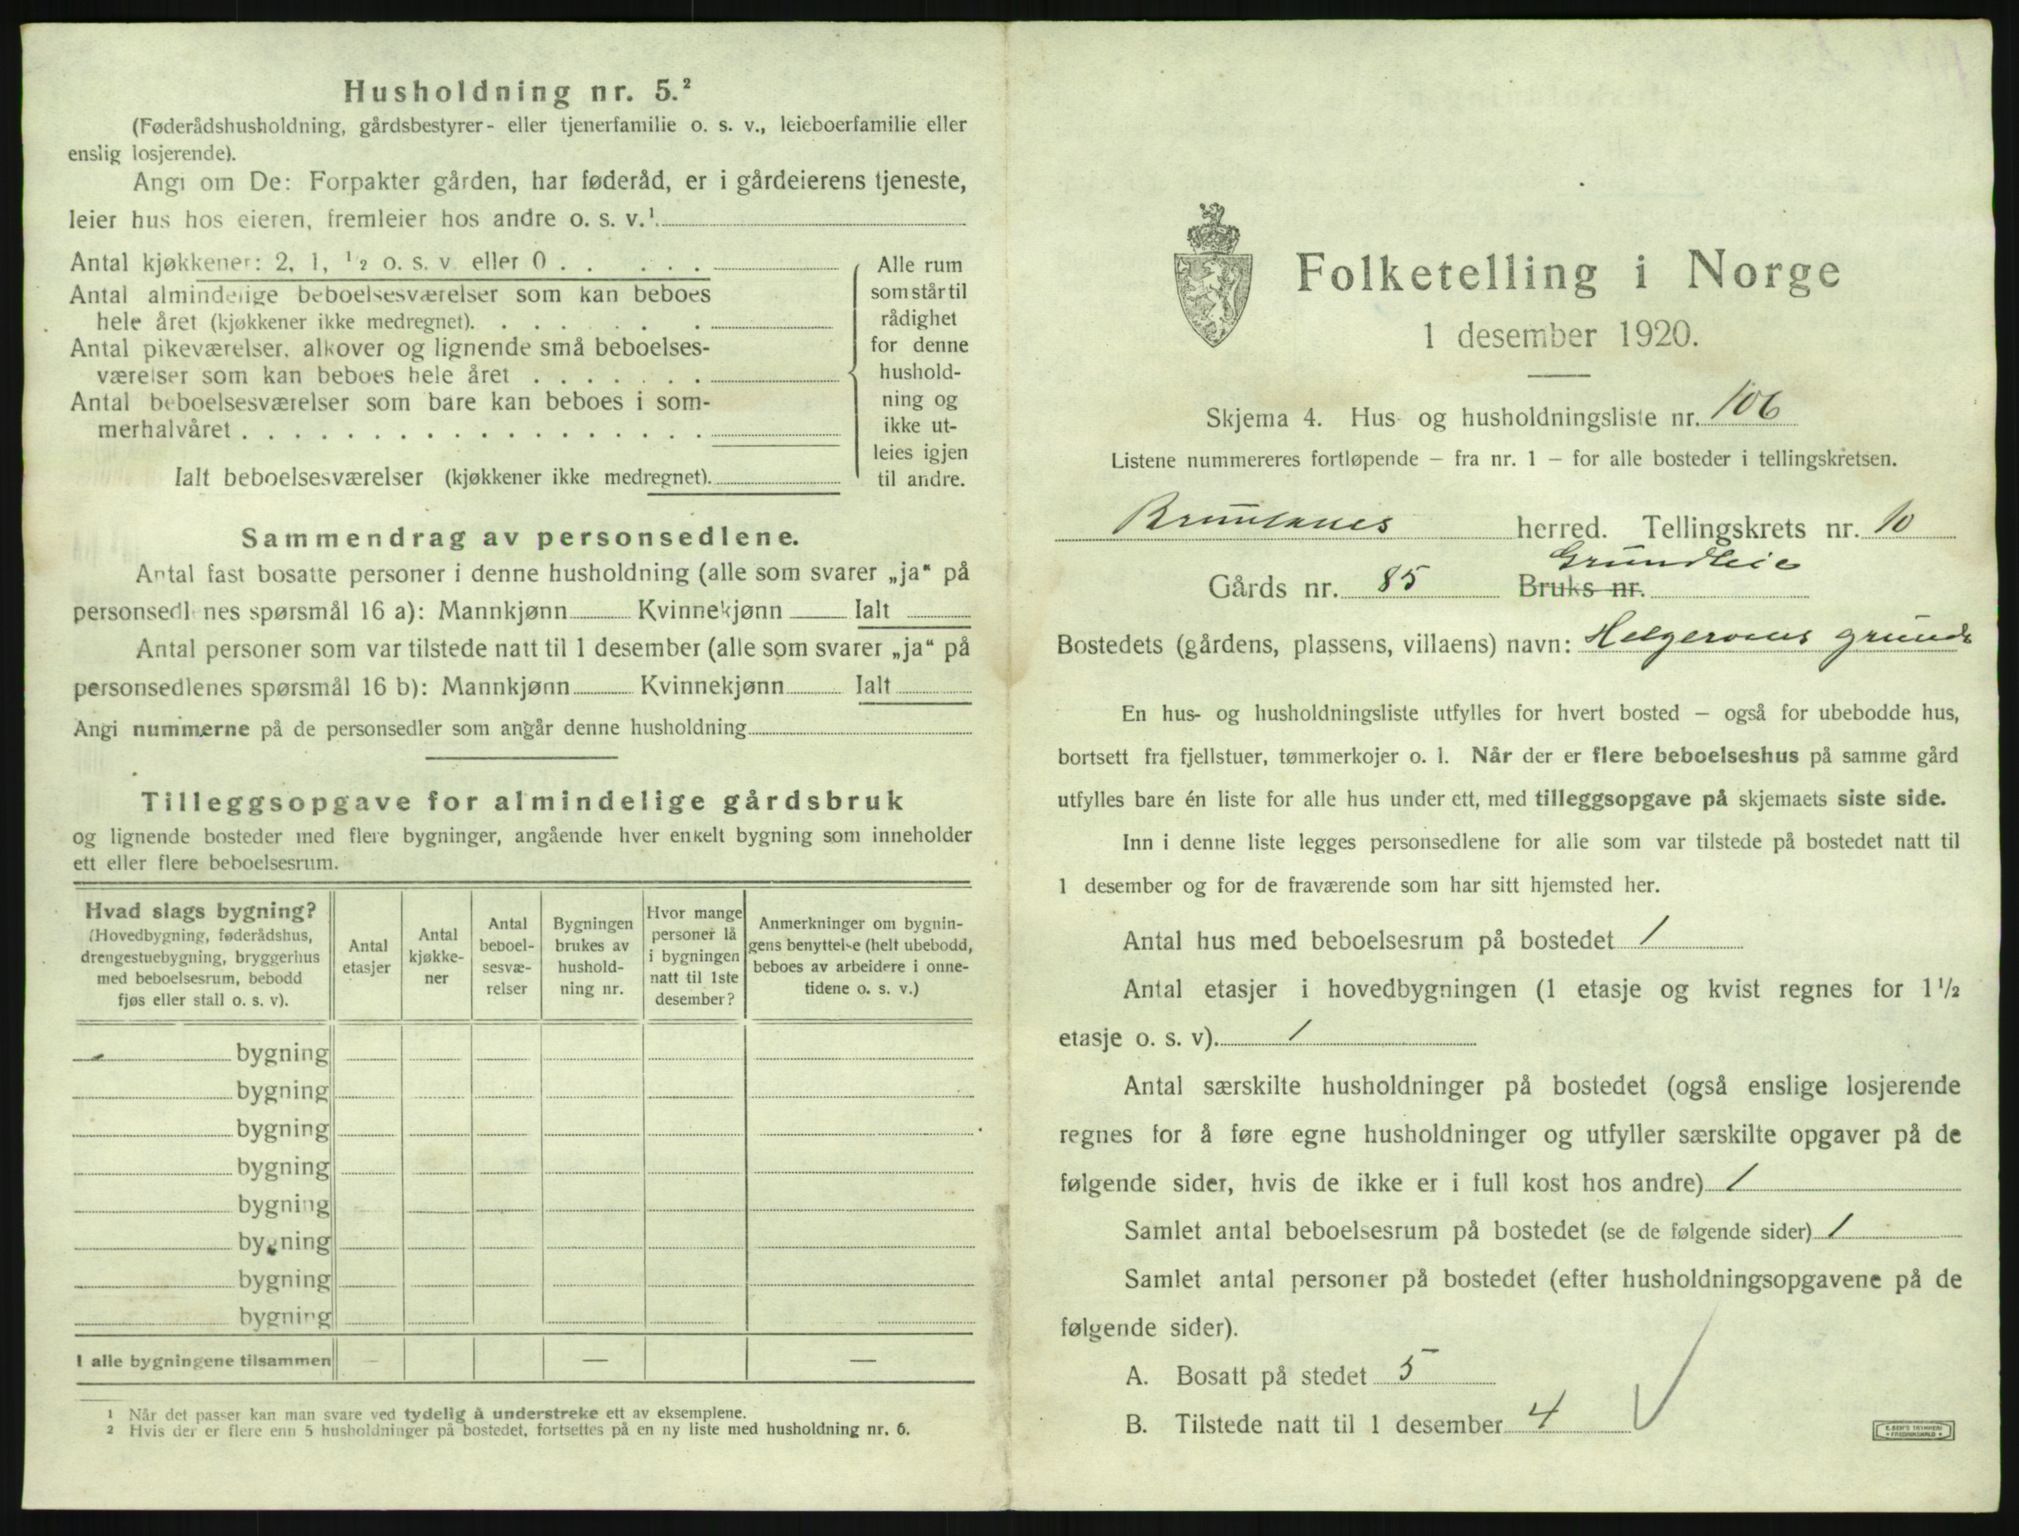 Husholdning nr. 5.²
(Føderådshusholdning, gårdsbestyrer- eller tjenerfamilie o. s. v., leieboerfamilie eller
enslig losjerende).
Angi om De: Forpakter gården, har føderåd, er i gårdeierens tjeneste,
leier hus hos eieren, fremleier hos andre o. s. v.¹
Antal kjøkkener: 2, 1, ½ o. s. v. eller 0
Antal almindelige beboelsesværelser som kan beboes
hele året (kjøkkener ikke medregnet).
Antal pikeværelser, alkover og lignende små beboelses-
værelser som kan beboes hele året
Antal beboelsesværelser som bare kan beboes i som-
merhalvåret
Ialt beboelsesværelser (kjøkkener ikke medregnet).
Alle rum
som står til
rådighet
for denne
hushold-
ning og
ikke ut-
leies igjen
til andre.
Sammendrag av personsedlene.
Antal fast bosatte personer i denne husholdning (alle som svarer „ja" på
personsedlenes spørsmål 16 a): Mannkjønn Kvinnekjønn Ialt
Antal personer som var tilstede natt til 1 desember (alle som svarer „ja" på
personsedlenes spørsmål 16 b): Mannkjønn Kvinnekjønn Ialt
Angi nummerne på de personsedler som angår denne husholdning
Tilleggsopgave for almindelige gårdsbruk
og lignende bosteder med flere bygninger, angående hver enkelt bygning som inneholder
ett eller flere beboelsesrum.
Hvad slags bygning?
(Hovedbygning, føderådshus,
drengestuebygning, bryggerhus
med beboelsesrum, bebodd
fjøs eller stall o. s. v).
Antal
etasjer
Antal
kjøkke-
ner
Antal
beboel-
sesvæ-
relser
Bygningen
brukes av
hushold-
ning nr.
Hvor mange
personer lå
i bygningen
natt til 1ste
desember?
Anmerkninger om bygnin-
gens benyttelse (helt ubebodd,
beboes av arbeidere i onne-
tidene o. s. v.)
bygning
bygning
bygning
bygning
bygning
bygning
bygning
bygning
I alle bygningene tilsammen — — —
1 Når det passer kan man svare ved tydelig å understreke ett av eksemplene.
2 Hvis der er flere enn 5 husholdninger på bostedet, fortsettes på en ny liste med husholdning nr. 6.
Folketelling i Norge
1 desember 1920.
Skjema 4. Hus- og husholdningsliste nr. 106
Listene nummereres fortløpende – fra nr. 1 – for alle bosteder i tellingskretsen.
Brunlanes herred. Tellingskrets nr. 10
Grundleie
Gårds nr. 85 Bruks nr.
Bostedets (gårdens, plassens, villaens) navn: Helgeroens grund
En hus- og husholdningsliste utfylles for hvert bosted – også for ubebodde hus,
bortsett fra fjellstuer, tømmerkojer o. l. Når der er flere beboelseshus på samme gård
utfylles bare én liste for alle hus under ett, med tilleggsopgave på skjemaets siste side.
Inn i denne liste legges personsedlene for alle som var tilstede på bostedet natt til
1 desember og for de fraværende som har sitt hjemsted her.
Antal hus med beboelsesrum på bostedet 1
Antal etasjer i hovedbygningen (1 etasje og kvist regnes for 1½
etasje o. s. v). 1
Antal særskilte husholdninger på bostedet (også enslige losjerende
regnes for å føre egne husholdninger og utfyller særskilte opgaver på de
følgende sider, hvis de ikke er i full kost hos andre) 1
Samlet antal beboelsesrum på bostedet (se de følgende sider) 1
Samlet antal personer på bostedet (efter husholdningsopgavene på de
følgende sider).
A. Bosatt på stedet 5
B. Tilstede natt til 1 desember 4